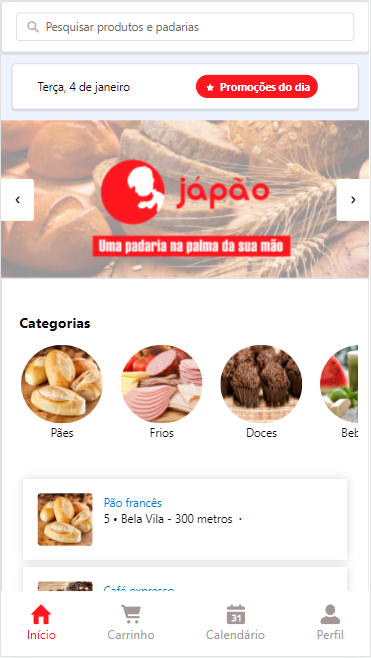 Pesquisar produtos e padarias
Terça, 4 de janeiro
Promoções do dia
jápão
Uma padaria na palma da sua mão
Categorias
Pães
Frios
Doces
Beb
Pão francês
5 • Bela Vila - 300 metros •
Café expresso
31
Início
Carrinho
Calendário
Perfil